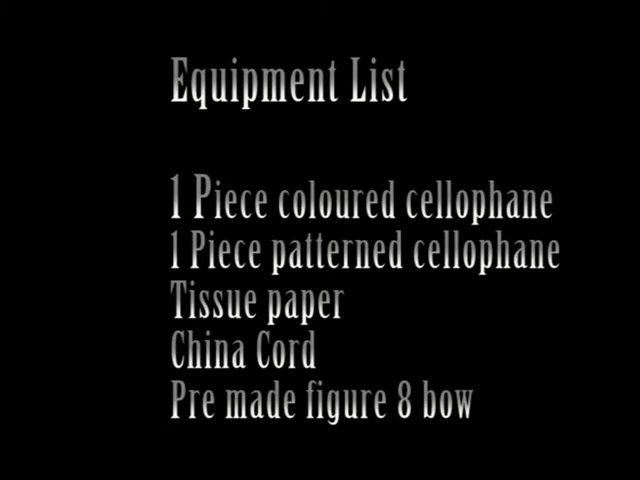 Equipment List
1 Piece coloured cellophane
1 Piece patterned cellophane
Tissue paper
China Cord
Pre made figure 8 bow